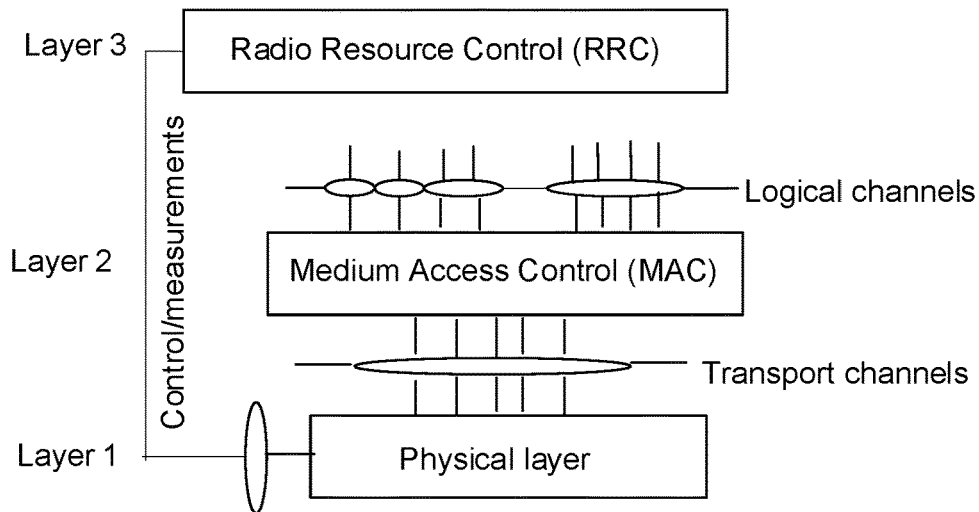 Layer 3
Radio Resource Control (RRC)
Control/measurements
Logical channels
Layer 2
Medium Access Control (MAC)
Transport channels
Layer 1
Physical layer